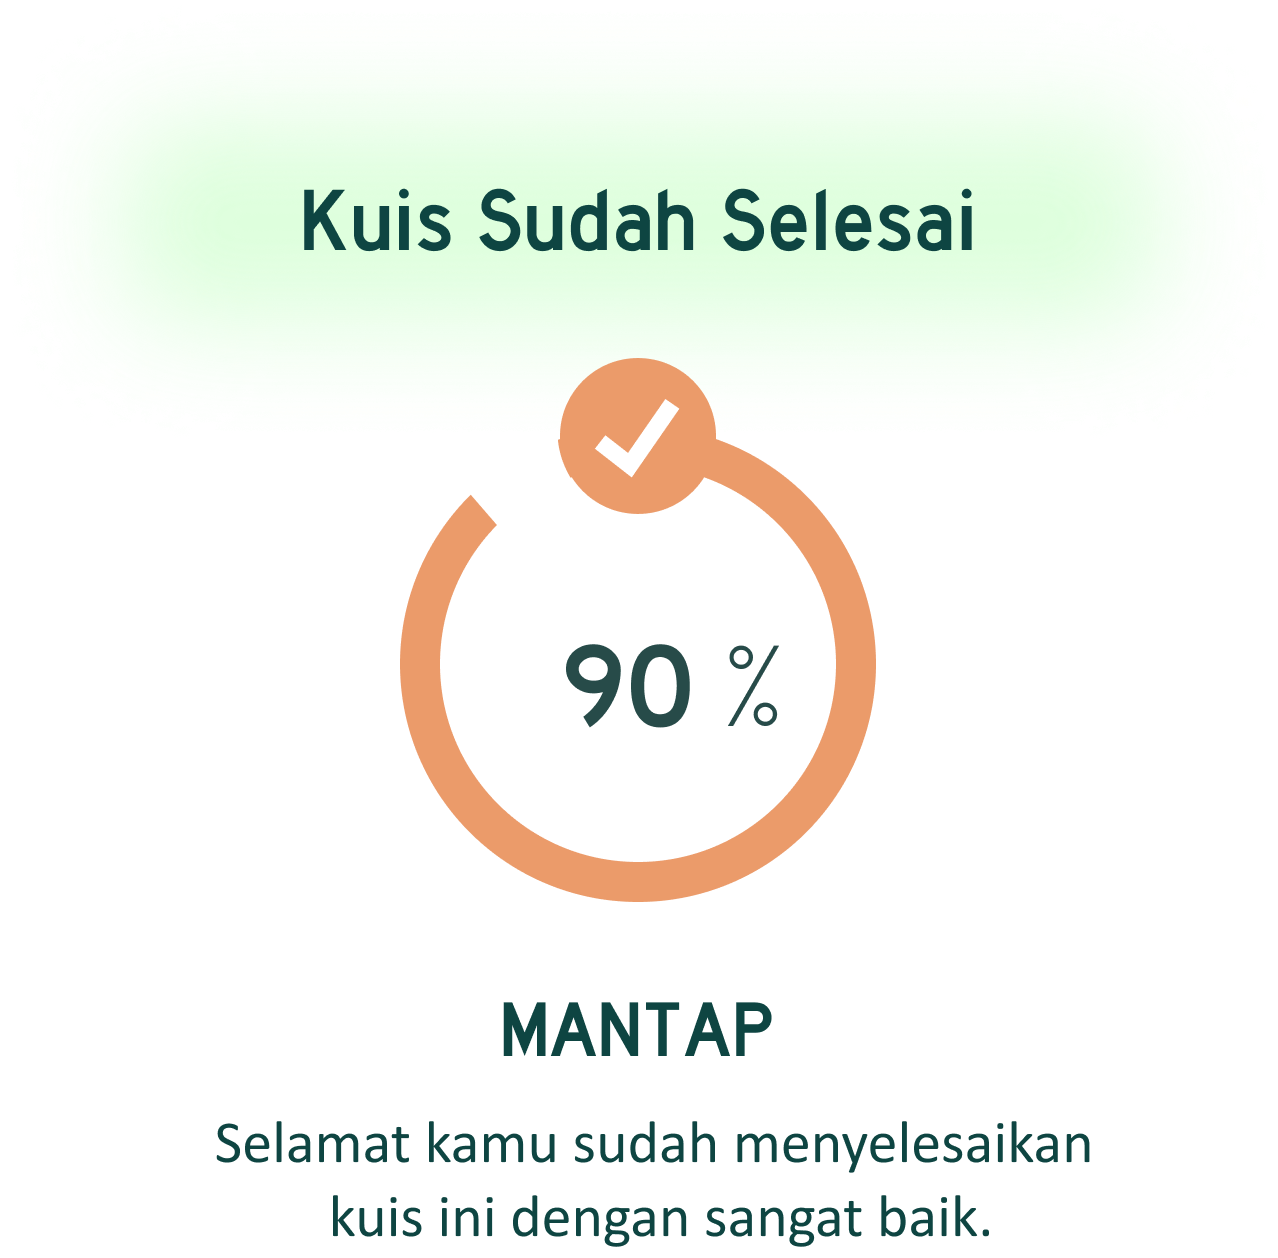 Kuis Sudah Selesai
90 %
MANTAP
Selamat kamu sudah menyelesaikan
kuis ini dengan sangat baik.